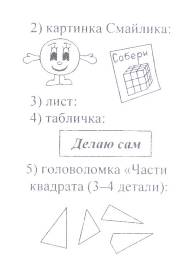 2) картинка Смайлика:
Собери
3) лист:
4) табличка:
Делаю сам
5) головоломка «Части
квадрата (3–4 детали):